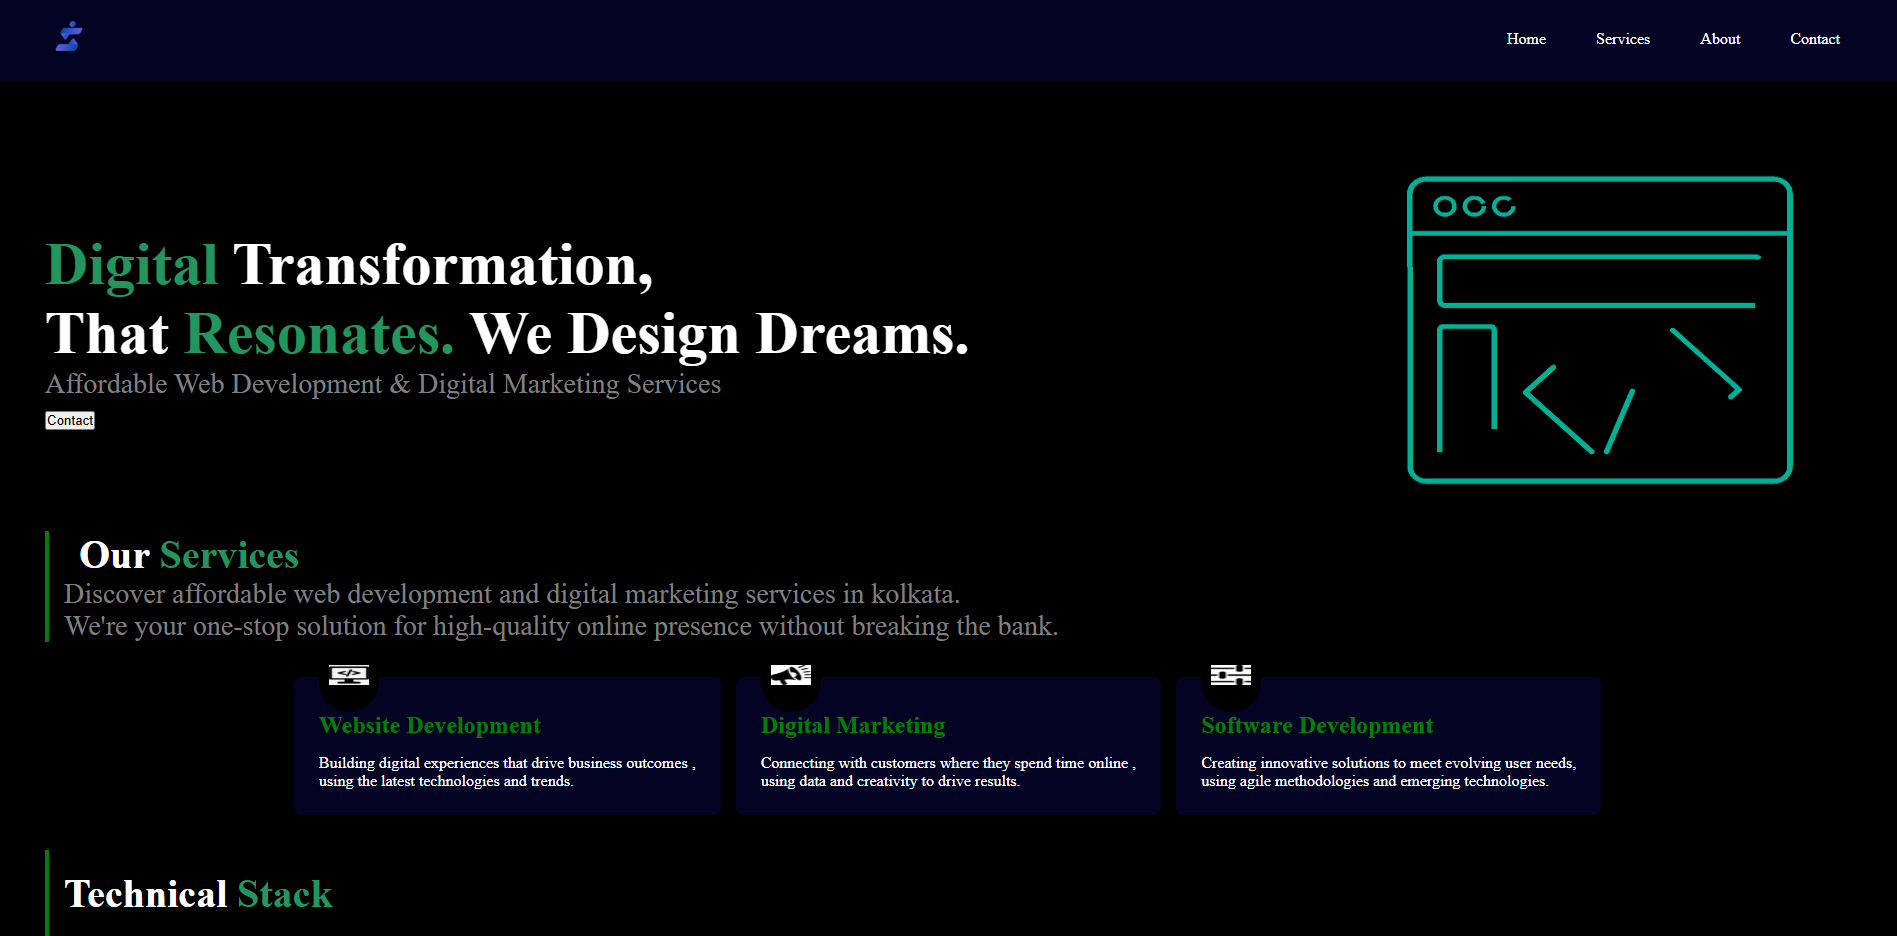 Home Services About Contact
Digital Transformation,
That Resonates. We Design Dreams.
Affordable Web Development & Digital Marketing Services
Contact
Our Services
Discover affordable web development and digital marketing services in kolkata.
We're your one-stop solution for high-quality online presence without breaking the bank.
Website Development
Building digital experiences that drive business outcomes ,
using the latest technologies and trends.
Digital Marketing
Connecting with customers where they spend time online ,
using data and creativity to drive results.
Software Development
Creating innovative solutions to meet evolving user needs,
using agile methodologies and emerging technologies.
Technical Stack